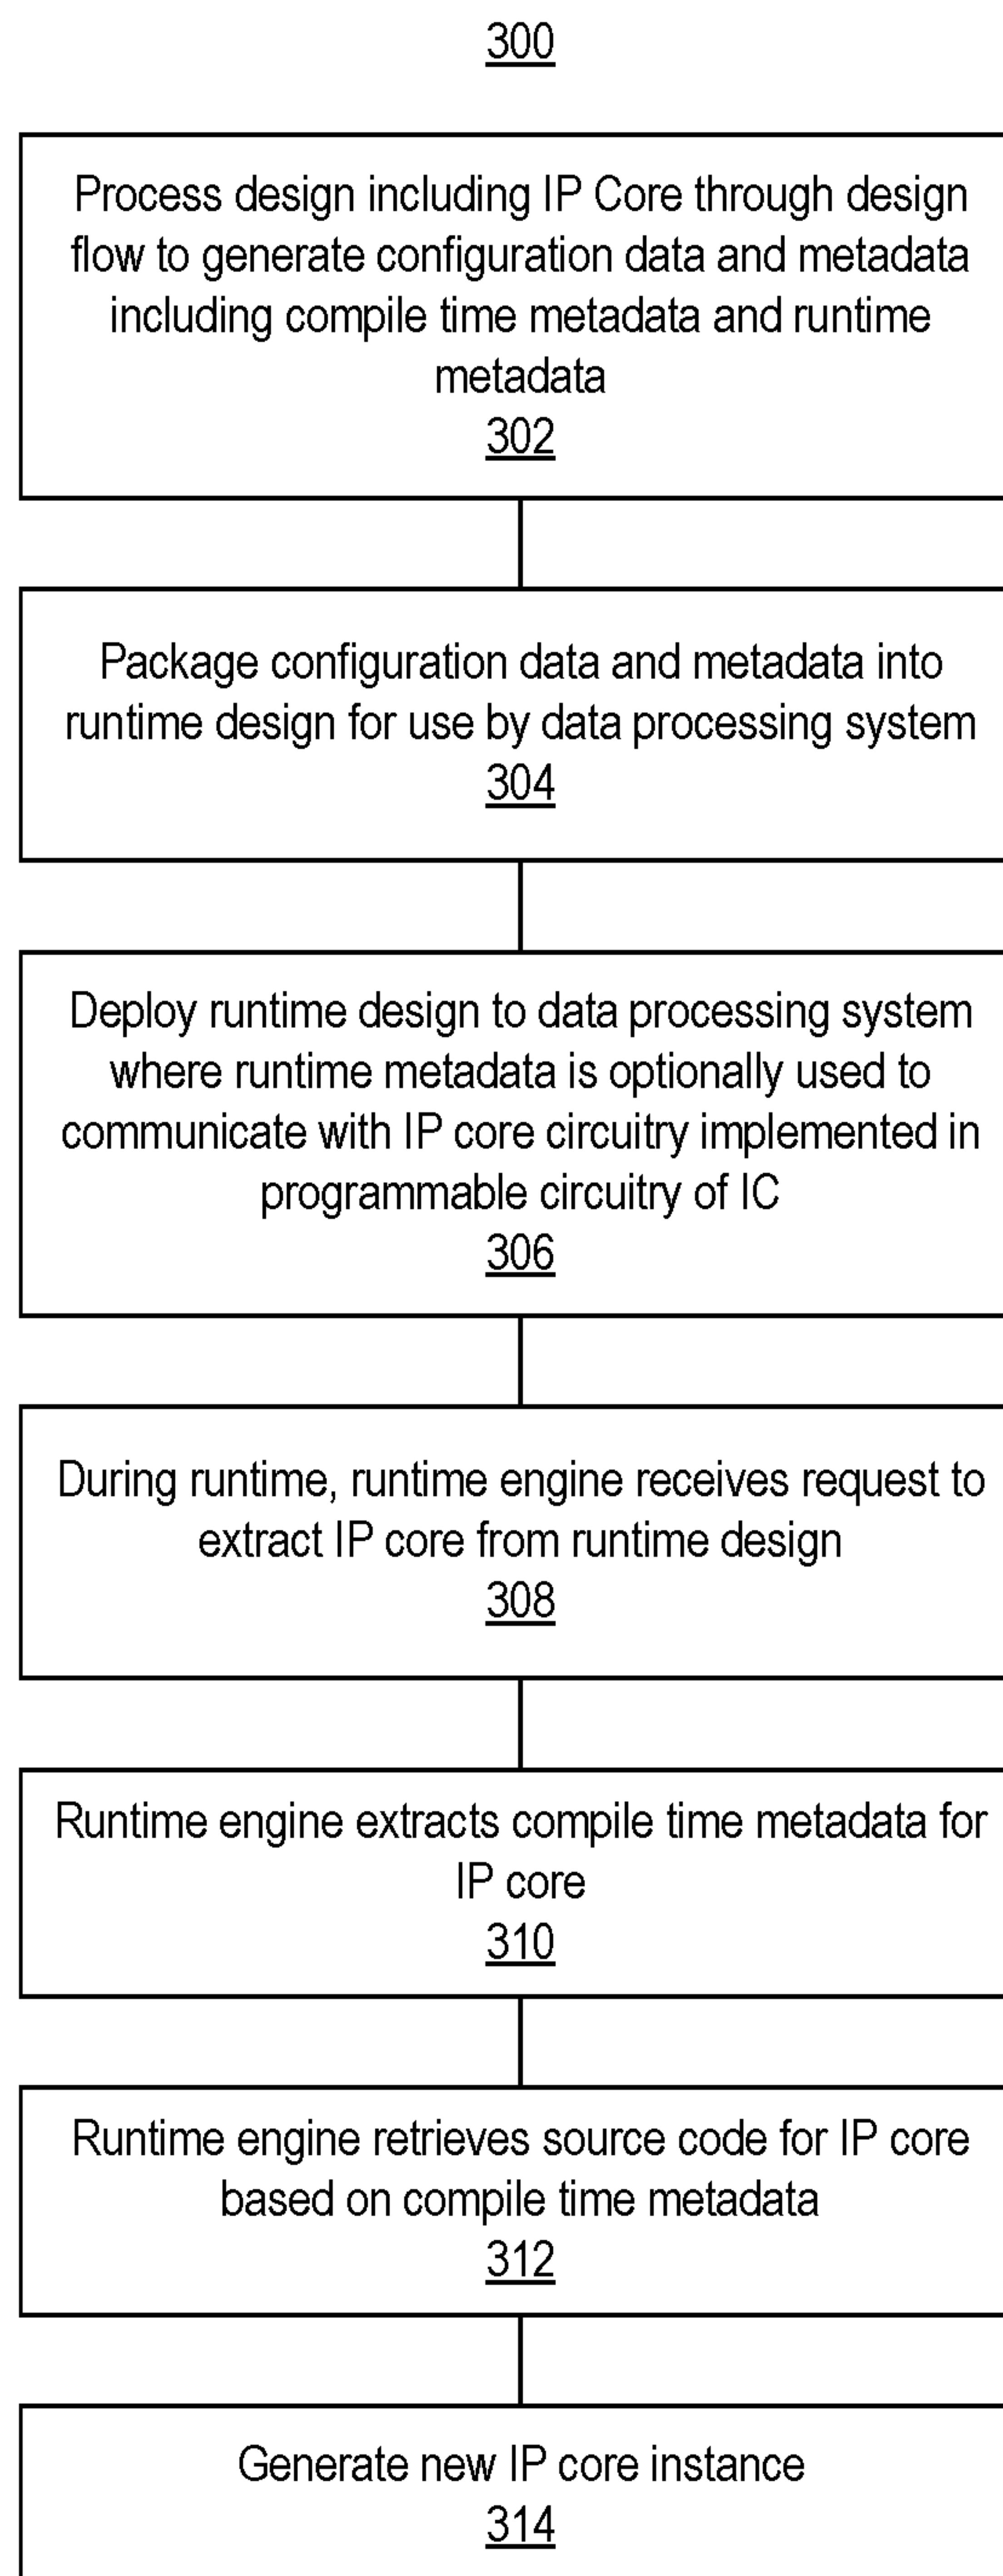 300
Process design including IP Core through design
flow to generate configuration data and metadata
including compile time metadata and runtime
metadata
302
Package configuration data and metadata into
runtime design for use by data processing system
304
Deploy runtime design to data processing system
where runtime metadata is optionally used to
communicate with IP core circuitry implemented in
programmable circuitry of IC
306
During runtime, runtime engine receives request to
extract IP core from runtime design
308
Runtime engine extracts compile time metadata for
IP core
310
Runtime engine retrieves source code for IP core
based on compile time metadata
312
Generate new IP core instance
314